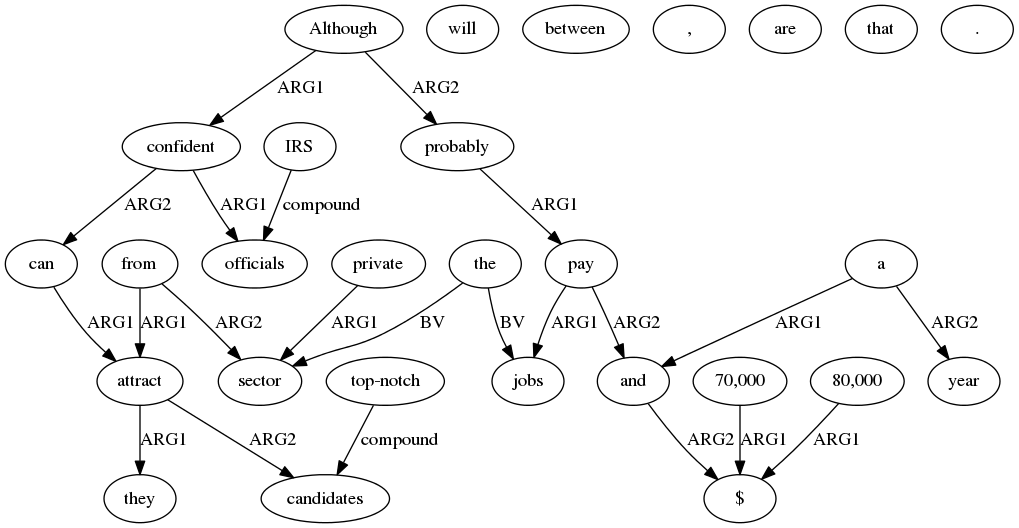 Although will between , are that .
ARG1 ARG2
confident IRS probably
ARG2 ARG1 compound ARG1
can from officials private the pay a
ARG1 ARG1 ARG2 ARG1 BV BV ARG1 ARG2 ARG1 ARG2
attract sector top-notch jobs and 70,000 80,000 year
ARG1 ARG2 compound ARG2 ARG1 ARG1
they candidates $